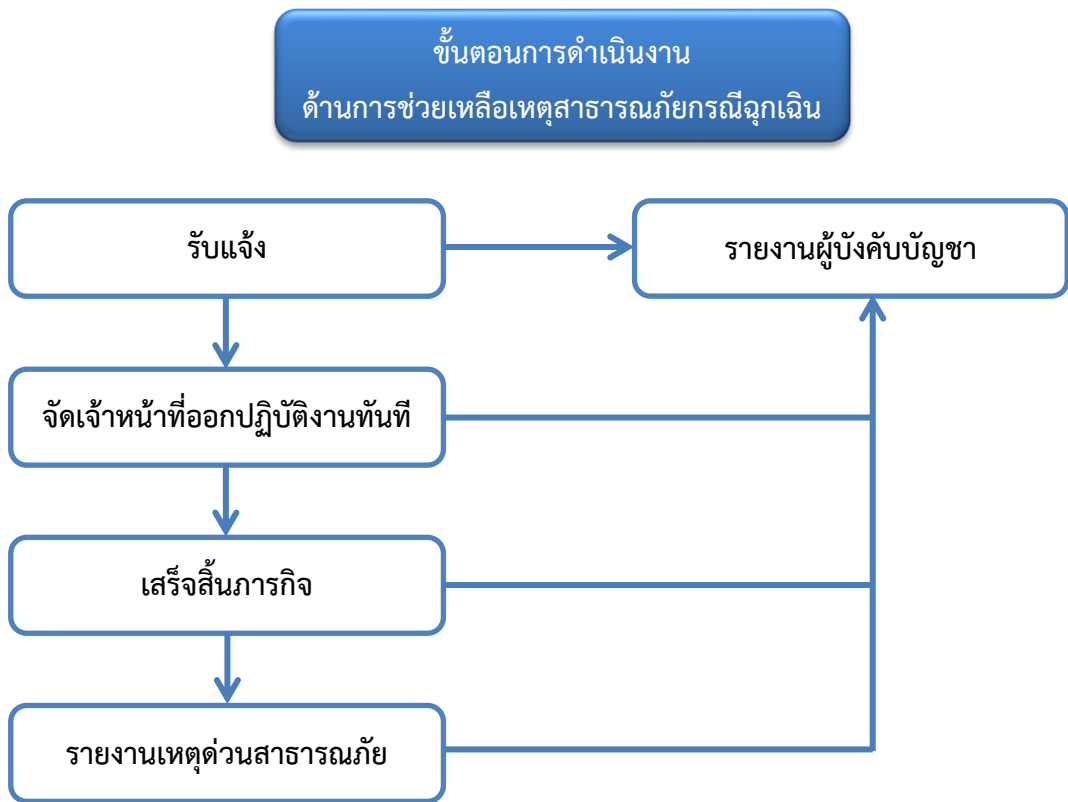 ขั้นตอนการดำเนินงาน
ด้านการช่วยเหลือเหตุสาธารณภัยกรณีฉุกเฉิน
รับแจ้ง
รายงานผู้บังคับบัญชา
จัดเจ้าหน้าที่ออกปฏิบัติงานทันที
เสร็จสิ้นภารกิจ
รายงานเหตุด่วนสาธารณภัย